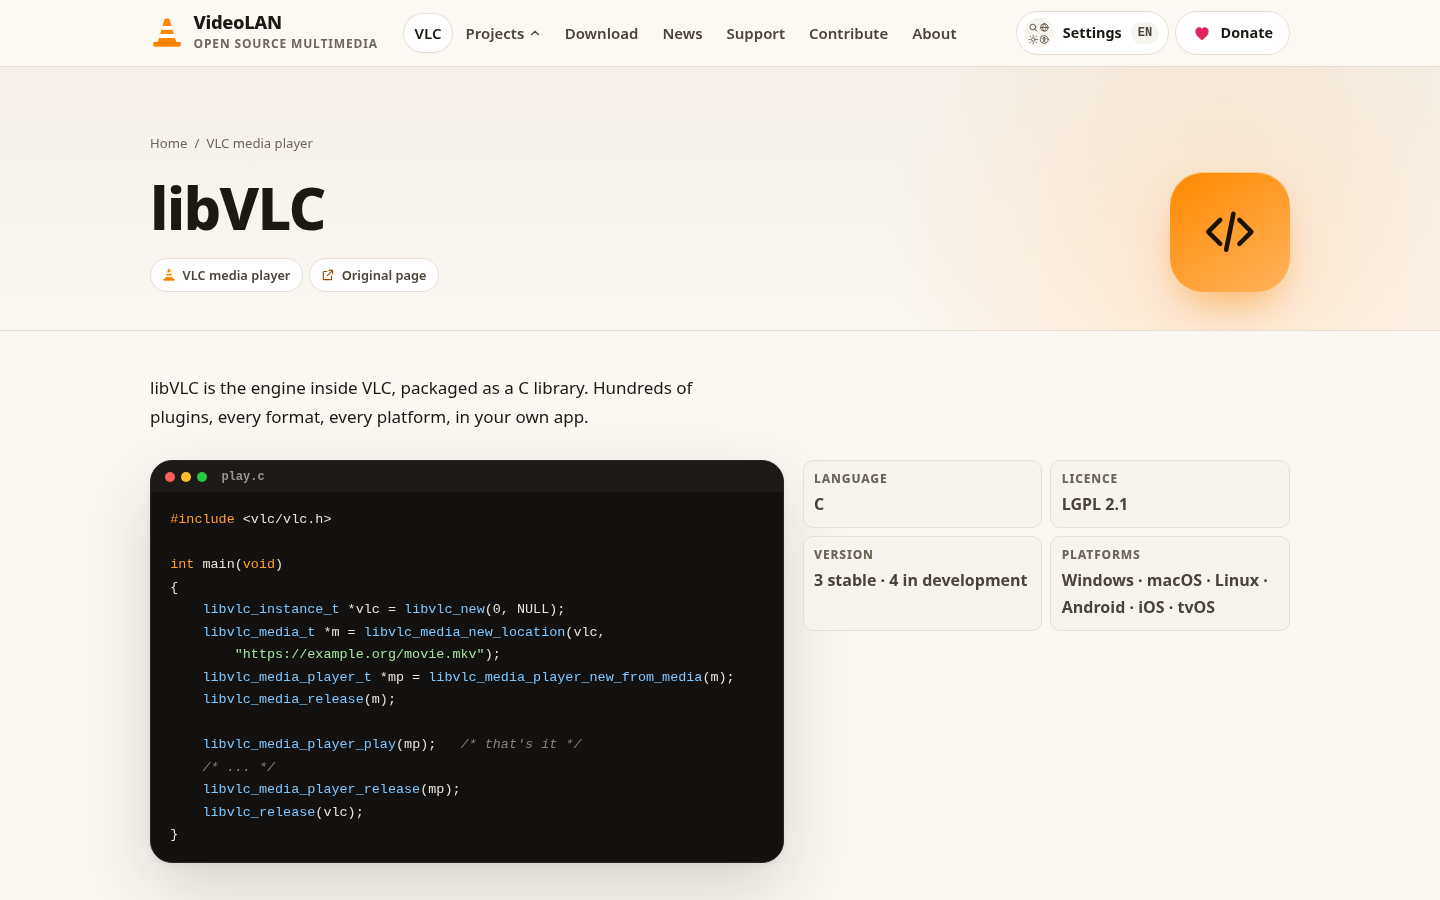 VideoLAN
OPEN SOURCE MULTIMEDIA
VLC
Projects
Download
News
Support
Contribute
About
Settings
EN
Donate
Home / VLC media player
libVLC
VLC media player
Original page
libVLC is the engine inside VLC, packaged as a C library. Hundreds of
plugins, every format, every platform, in your own app.
play.c
#include <vlc/vlc.h>
int main(void)
{
    libvlc_instance_t *vlc = libvlc_new(0, NULL);
    libvlc_media_t *m = libvlc_media_new_location(vlc,
        "https://example.org/movie.mkv");
    libvlc_media_player_t *mp = libvlc_media_player_new_from_media(m);
    libvlc_media_release(m);
    libvlc_media_player_play(mp);   /* that's it */
    /* ... */
    libvlc_media_player_release(mp);
    libvlc_release(vlc);
}
LANGUAGE
C
LICENCE
LGPL 2.1
VERSION
3 stable · 4 in development
PLATFORMS
Windows · macOS · Linux ·
Android · iOS · tvOS